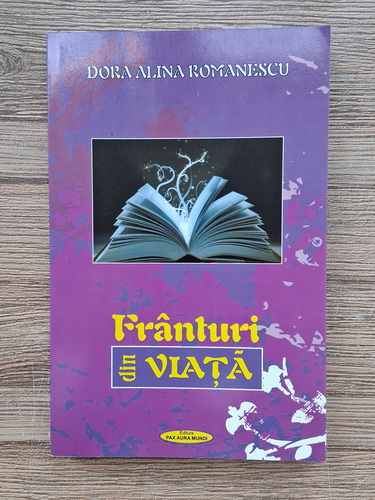 DORA ALINA ROMANESCU
Frânturi
din VIAȚĂ
Editura
PAX AURA MUNDI